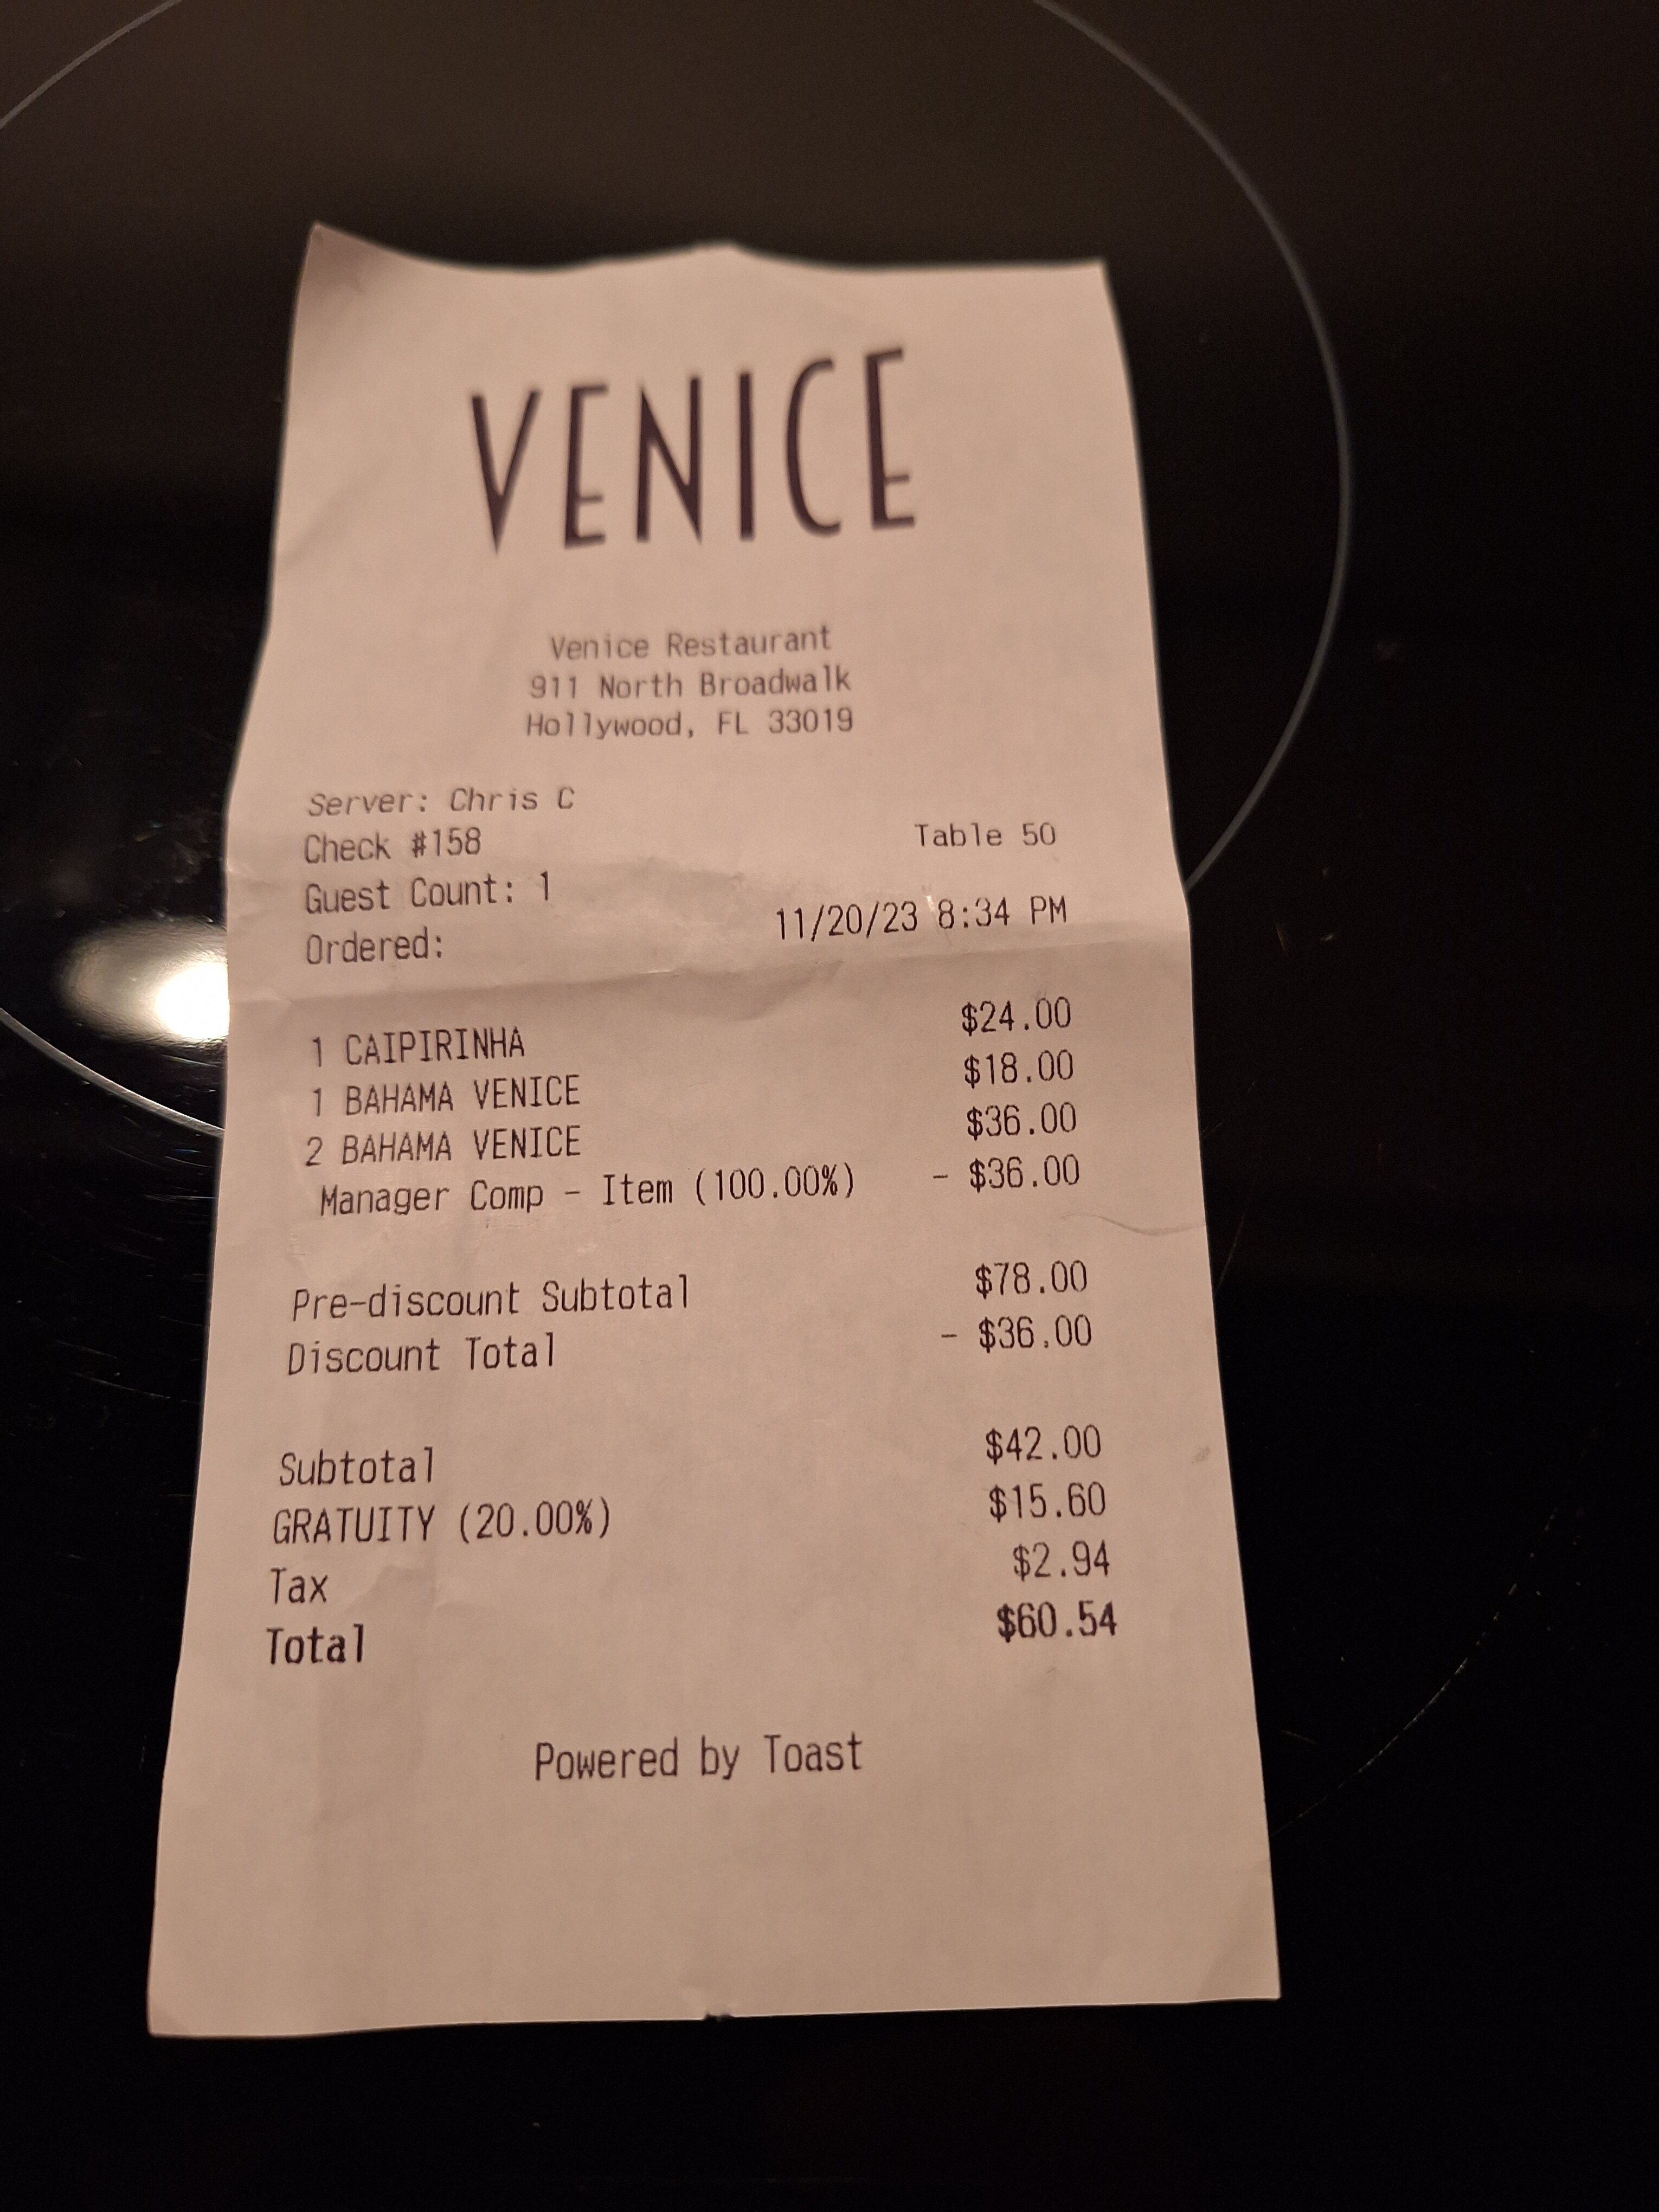 VENICE
Venice Restaurant
911 North Broadwalk
Hollywood, FL 33019
Server: Chris C
Check #158 Table 50
Guest Count: 1
Ordered: 11/20/23 8:34 PM
1 CAIPIRINHA $24.00
1 BAHAMA VENICE $18.00
2 BAHAMA VENICE $36.00
Manager Comp - Item (100.00%) - $36.00
Pre-discount Subtotal $78.00
Discount Total - $36.00
Subtotal $42.00
GRATUITY (20.00%) $15.60
Tax $2.94
Total $60.54
Powered by Toast